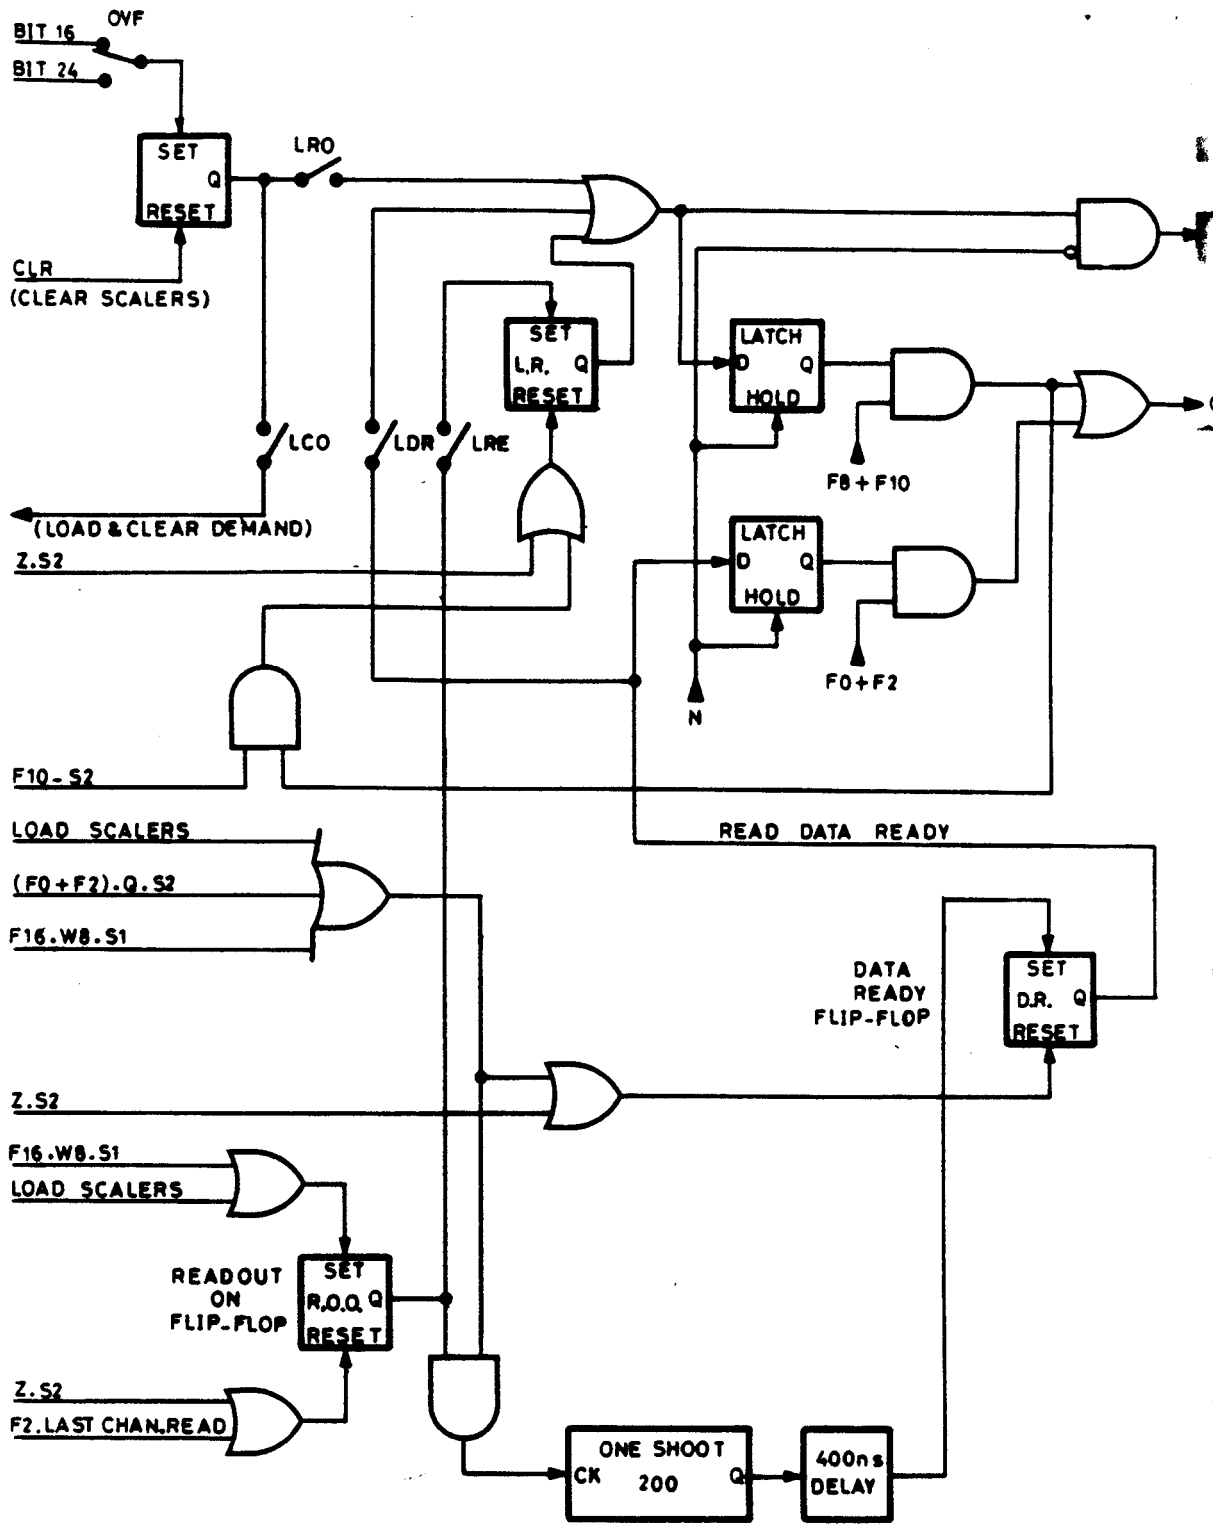 OVF
BIT 16
BIT 24
SET
Q
RESET
LRO
CLR
(CLEAR SCALERS)
SET
L.R. Q
RESET
LATCH
D Q
HOLD
LCO
LDR
LRE
F8+F10
(LOAD & CLEAR DEMAND)
Z.S2
LATCH
D Q
HOLD
F0+F2
N
F10-S2
LOAD SCALERS
READ DATA READY
(F0+F2).Q.S2
F16.W8.S1
DATA
READY
FLIP-FLOP
SET
D.R. Q
RESET
Z.S2
F16.W8.S1
LOAD SCALERS
READOUT
ON
FLIP-FLOP
SET
R.O.O. Q
RESET
Z.S2
F2.LAST CHAN.READ
ONE SHOOT
CK 200 Q
400ns
DELAY